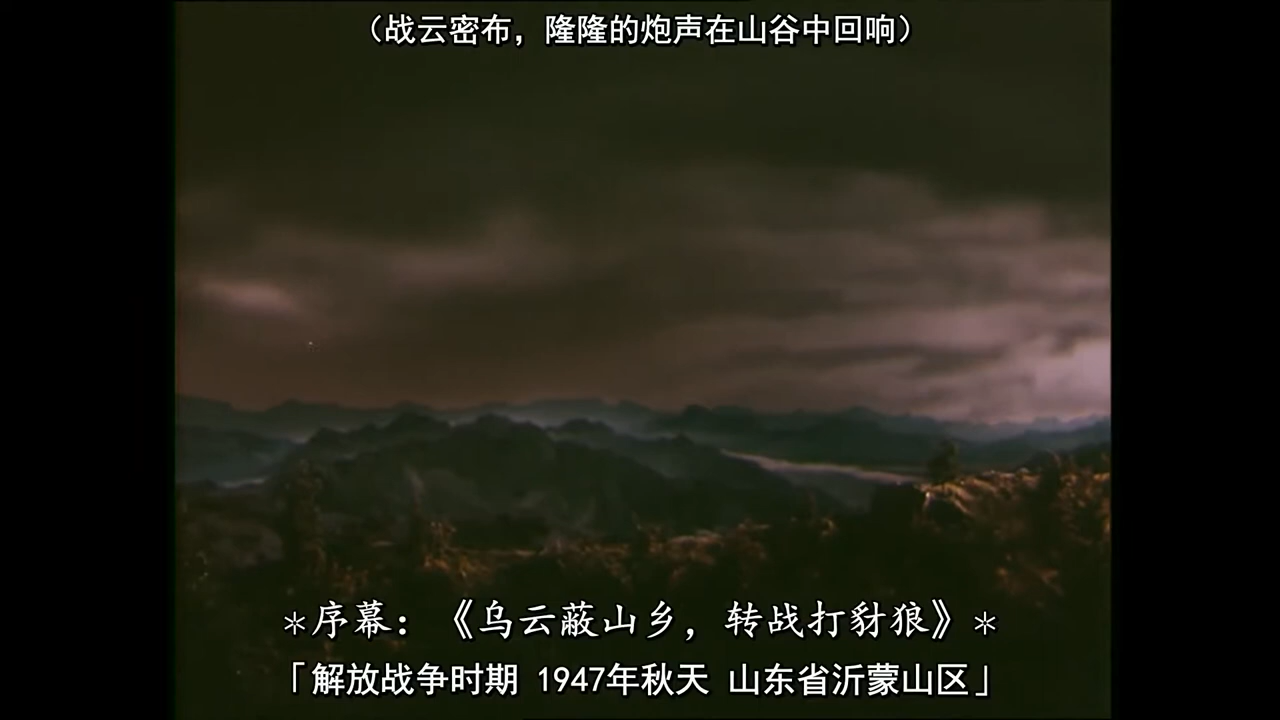 （战云密布，隆隆的炮声在山谷中回响）
*序幕：《乌云蔽山乡，转战打豺狼》*
「解放战争时期 1947年秋天 山东省沂蒙山区」